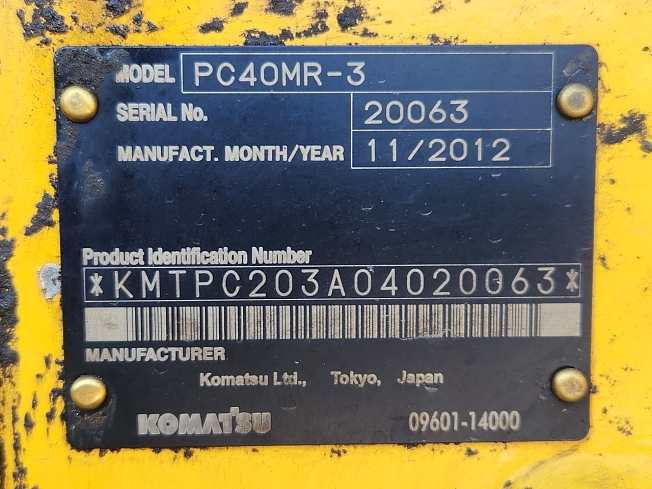 MODEL PC40MR-3
SERIAL No. 20063
MANUFACT. MONTH/YEAR 11/2012
Product Identification Number
*KMTPC203A04020063*
MANUFACTURER
Komatsu Ltd., Tokyo, Japan
KOMATSU 09601-14000